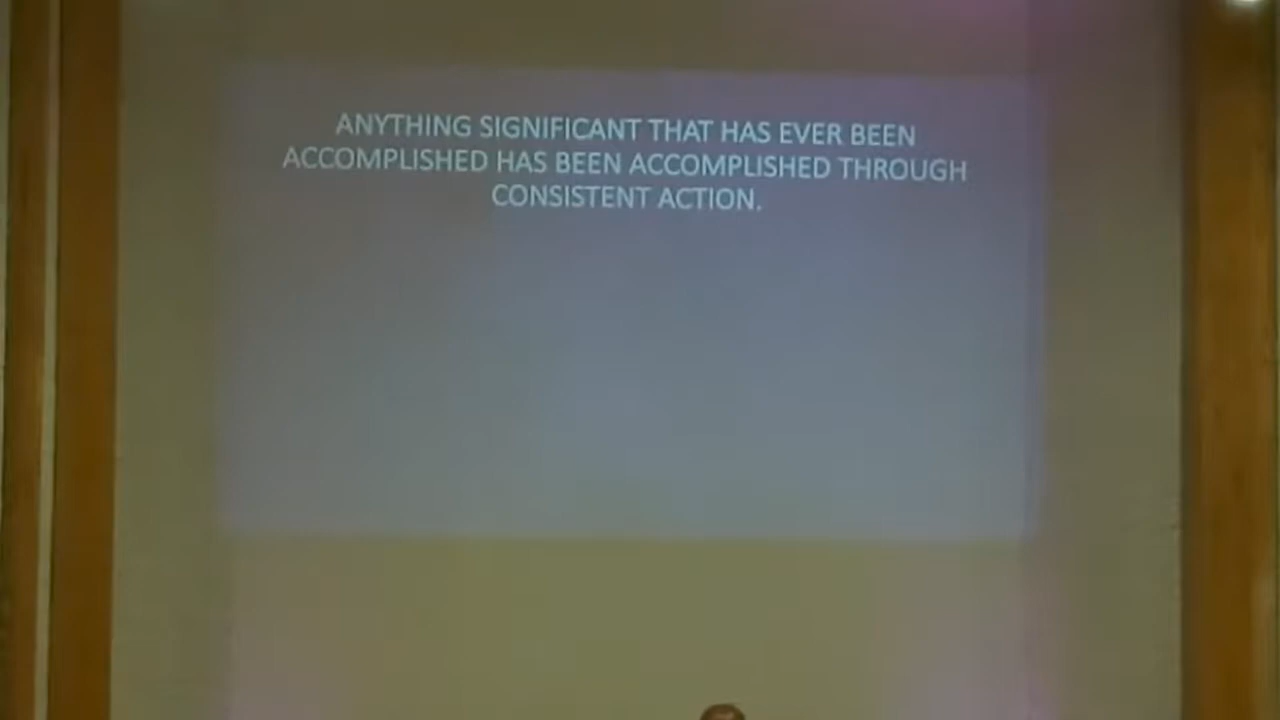 ANYTHING SIGNIFICANT THAT HAS EVER BEEN
ACCOMPLISHED HAS BEEN ACCOMPLISHED THROUGH
CONSISTENT ACTION.